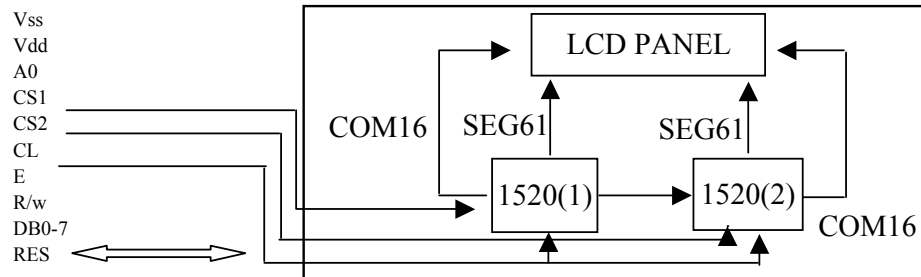 Vss
Vdd
A0
CS1
CS2
CL
E
R/w
DB0-7
RES
LCD PANEL
COM16
SEG61
SEG61
1520(1)
1520(2)
COM16